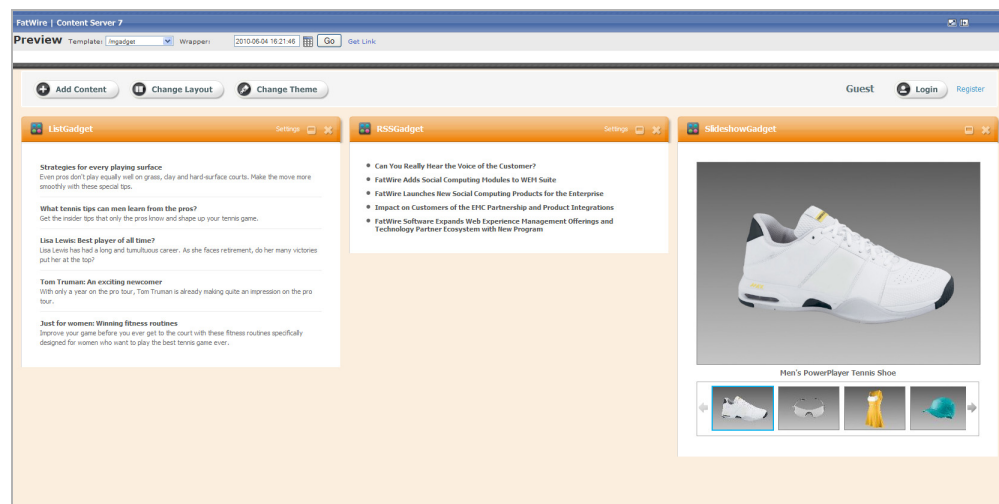 FatWire | Content Server 7
Preview Template: /mgadget Wrapper: 2010-06-04 16:21:46 Go Get Link
Add Content Change Layout Change Theme Guest Login Register
ListGadget Settings
Strategies for every playing surface
Even pros don't play equally well on grass, clay and hard-surface courts. Make the move more
smoothly with these special tips.
What tennis tips can men learn from the pros?
Get the insider tips that only the pros know and shape up your tennis game.
Lisa Lewis: Best player of all time?
Lisa Lewis has had a long and tumultuous career. As she faces retirement, do her many victories
put her at the top?
Tom Truman: An exciting newcomer
With only a year on the pro tour, Tom Truman is already making quite an impression on the pro
tour.
Just for women: Winning fitness routines
Improve your game before you ever get to the court with these fitness routines specifically
designed for women who want to play the best tennis game ever.
RSSGadget Settings
Can You Really Hear the Voice of the Customer?
FatWire Adds Social Computing Modules to WEM Suite
FatWire Launches New Social Computing Products for the Enterprise
Impact on Customers of the EMC Partnership and Product Integrations
FatWire Software Expands Web Experience Management Offerings and
Technology Partner Ecosystem with New Program
SlideshowGadget
Men's PowerPlayer Tennis Shoe